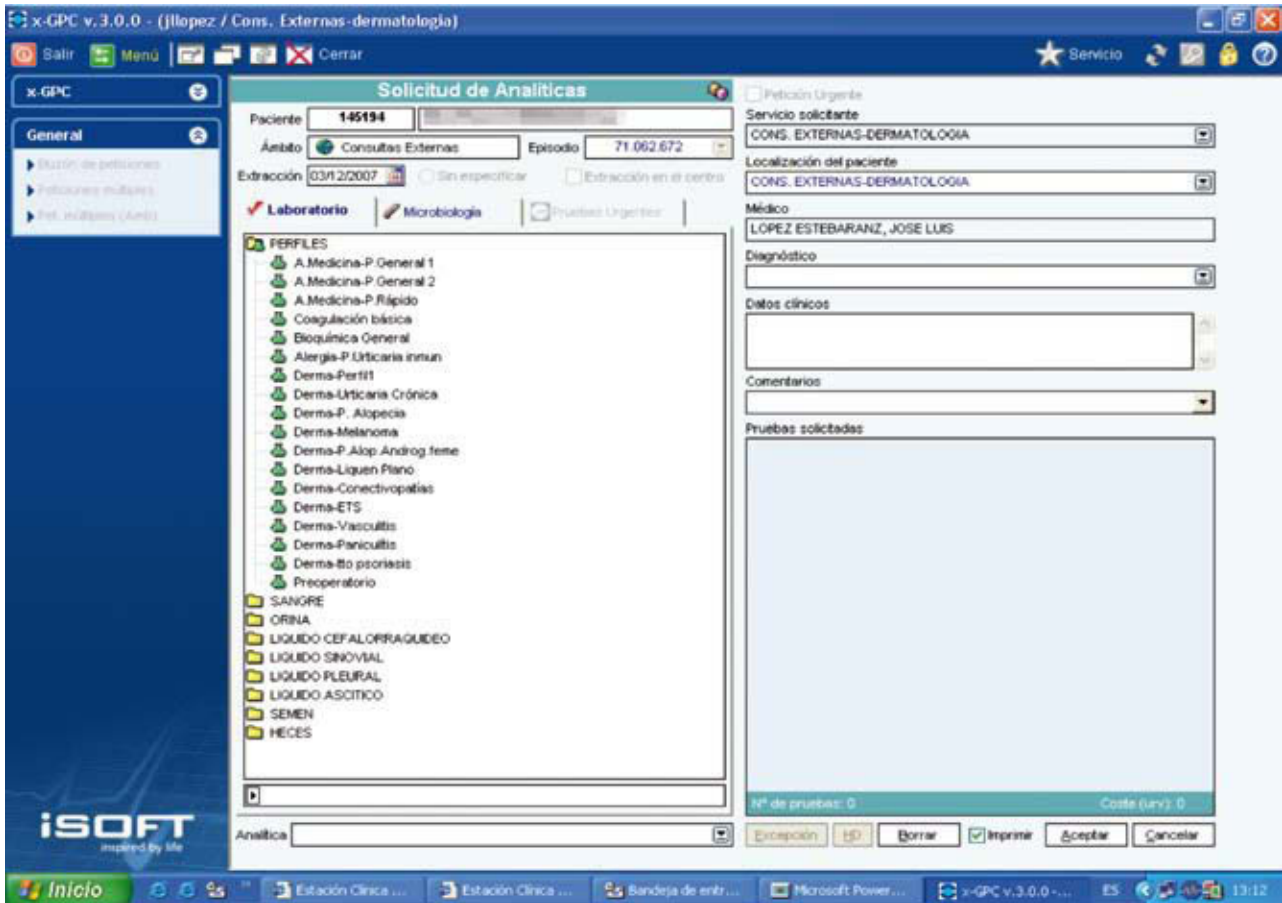 x-GPC v.3.0.0 - (jllopez / Cons. Externas-dermatologia)
Salir Menú Cerrar Servicio
x-GPC
General
Buzón de peticiones
Peticiones múltiples
Pet. múltiples (Amb)
Solicitud de Analíticas
Paciente 145194
Ámbito Consultas Externas Episodio 71.062.672
Extracción 03/12/2007 Sin especificar Extracción en el centro
Laboratorio Microbiología Pruebas Urgentes
PERFILES
A.Medicina-P.General 1
A.Medicina-P.General 2
A.Medicina-P.Rápido
Coagulación básica
Bioquímica General
Alergia-P.Urticaria inmun
Derma-Perfil1
Derma-Urticaria Crónica
Derma-P. Alopecia
Derma-Melanoma
Derma-P.Alop.Androg.feme
Derma-Liquen Plano
Derma-Conectivopatías
Derma-ETS
Derma-Vasculitis
Derma-Paniculitis
Derma-tto psoriasis
Preoperatorio
SANGRE
ORINA
LIQUIDO CEFALORRAQUIDEO
LIQUIDO SINOVIAL
LIQUIDO PLEURAL
LIQUIDO ASCITICO
SEMEN
HECES
Analítica
Petición Urgente
Servicio solicitante
CONS. EXTERNAS-DERMATOLOGIA
Localización del paciente
CONS. EXTERNAS-DERMATOLOGIA
Médico
LOPEZ ESTEBARANZ, JOSE LUIS
Diagnóstico
Datos clínicos
Comentarios
Pruebas solicitadas
Nº de pruebas: 0 Coste (urv): 0
Excepción HD Borrar Imprimir Aceptar Cancelar
iSOFT
inspired by life
Inicio Estación Clínica ... Estación Clínica ... Bandeja de entr... Microsoft Power... x-GPC v.3.0.0 -... ES 13:12